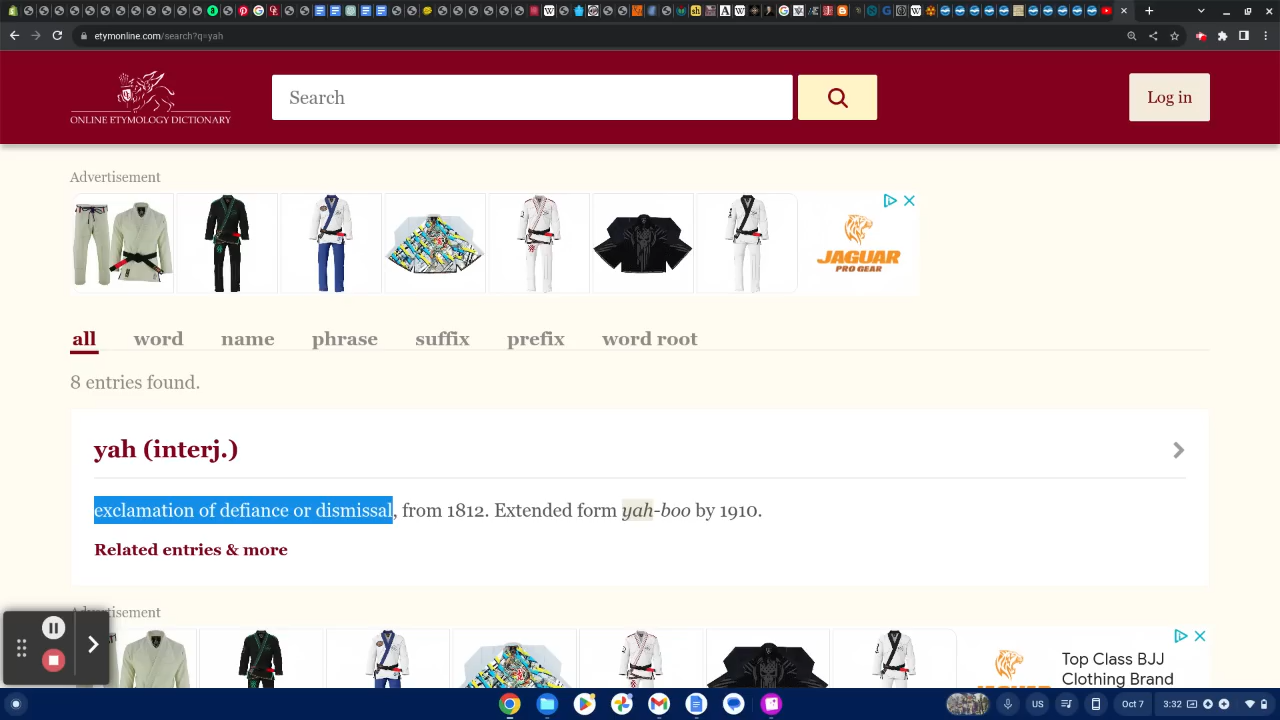 etymonline.com/search?q=yah
ONLINE ETYMOLOGY DICTIONARY
Search
Log in
Advertisement
JAGUAR
PRO GEAR
all word name phrase suffix prefix word root
8 entries found.
yah (interj.)
exclamation of defiance or dismissal, from 1812. Extended form yah-boo by 1910.
Related entries & more
Advertisement
Top Class BJJ
Clothing Brand
US
Oct 7
3:32